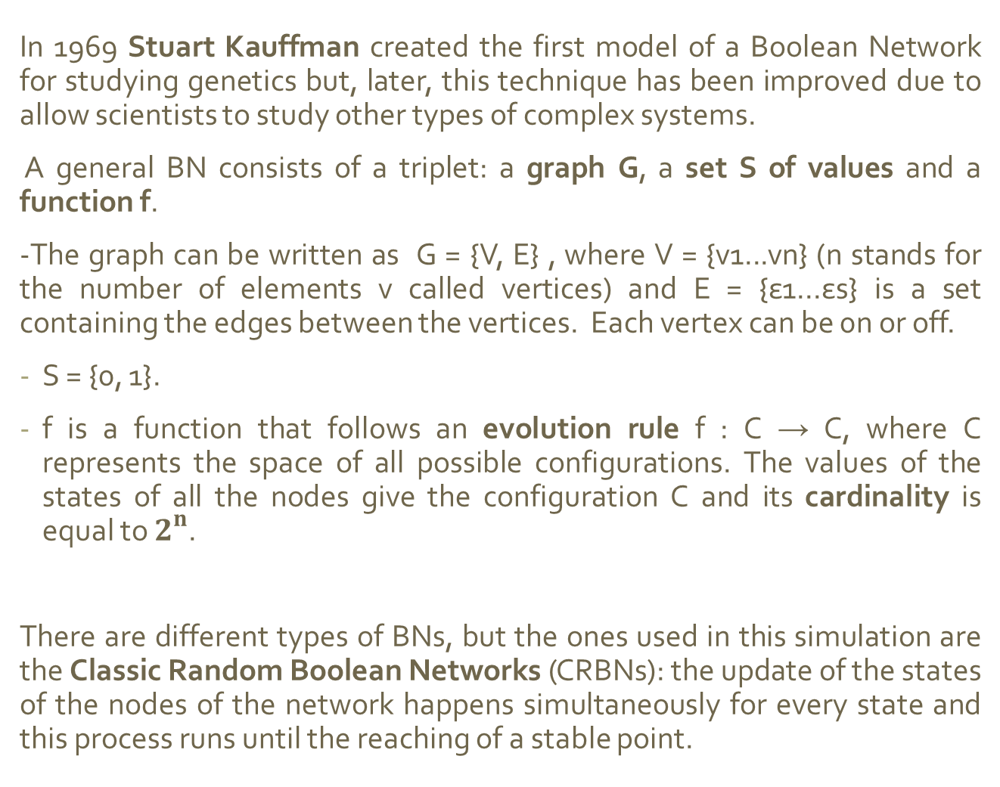 In 1969 Stuart Kauffman created the first model of a Boolean Network
for studying genetics but, later, this technique has been improved due to
allow scientists to study other types of complex systems.
A general BN consists of a triplet: a graph G, a set S of values and a
function f.
-The graph can be written as G = {V, E} , where V = {v1...vn} (n stands for
the number of elements v called vertices) and E = {ε1...εs} is a set
containing the edges between the vertices. Each vertex can be on or off.
- S = {0, 1}.
- f is a function that follows an evolution rule f : C → C, where C
represents the space of all possible configurations. The values of the
states of all the nodes give the configuration C and its cardinality is
equal to 2ⁿ.
There are different types of BNs, but the ones used in this simulation are
the Classic Random Boolean Networks (CRBNs): the update of the states
of the nodes of the network happens simultaneously for every state and
this process runs until the reaching of a stable point.